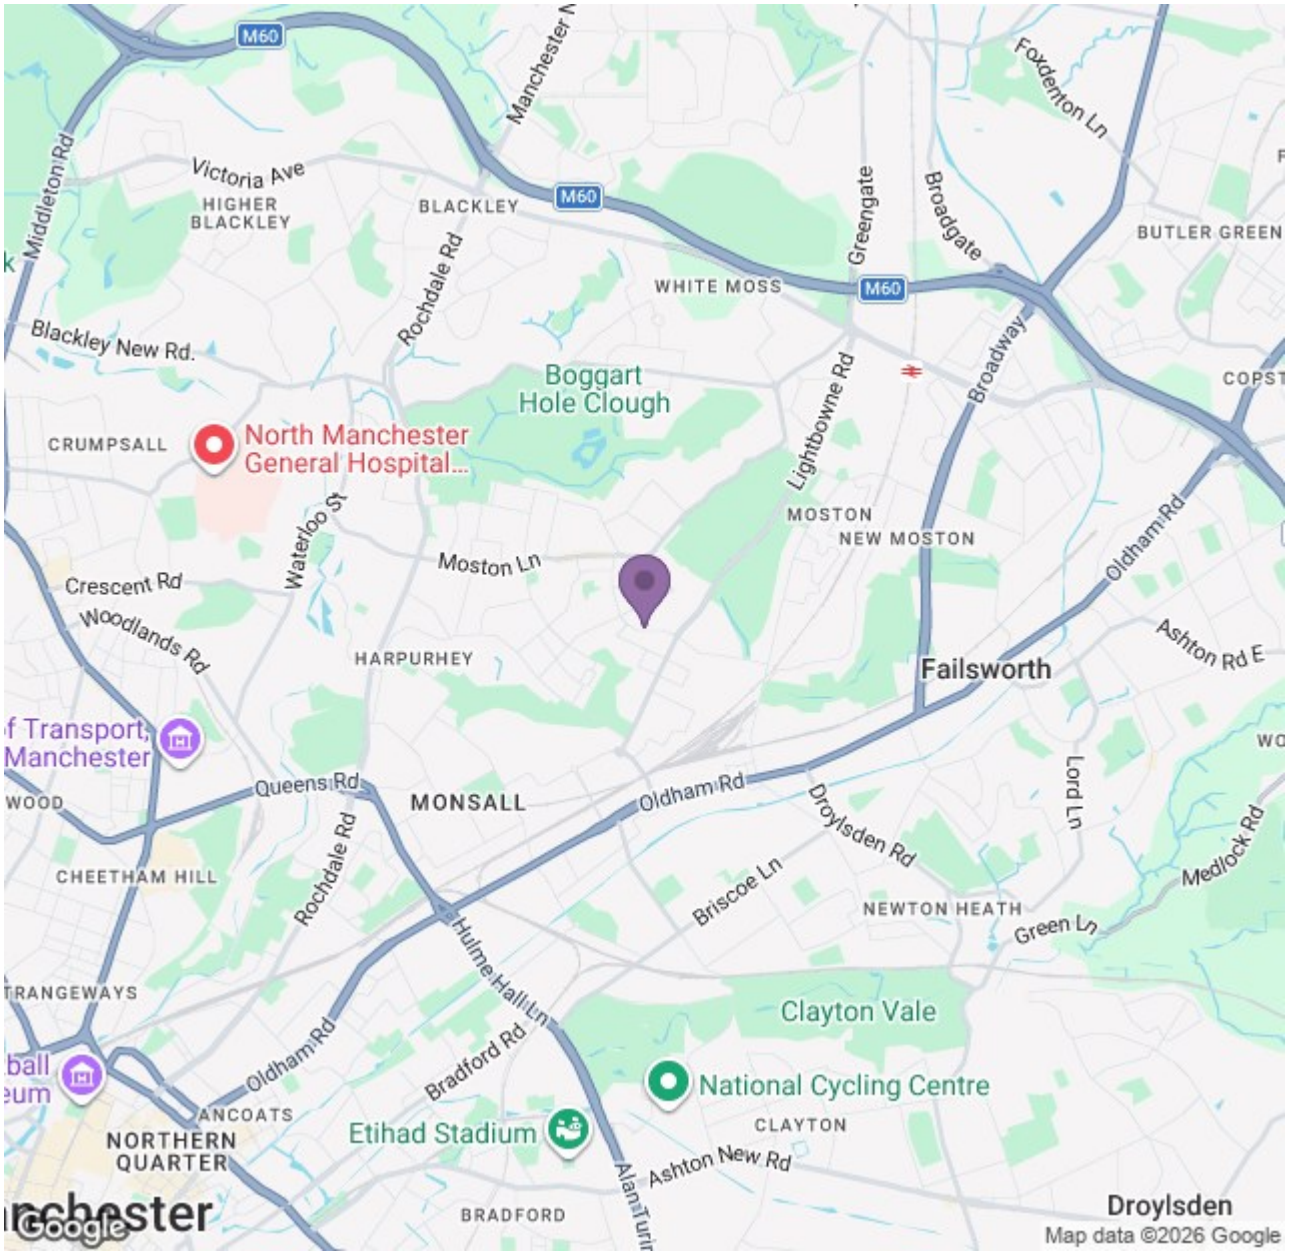 M60
Manchester N
Foxdenton Ln
Middleton Rd
Victoria Ave
HIGHER
BLACKLEY
BLACKLEY
M60
Greengate
Broadgate
BUTLER GREEN
F
k
Rochdale Rd
WHITE MOSS
M60
Blackley New Rd.
Broadway
Boggart
Hole Clough
Lightbowne Rd
COPST
CRUMPSALL
North Manchester
General Hospital...
Waterloo St
MOSTON
NEW MOSTON
Oldham Rd
Moston Ln
Crescent Rd
Woodlands Rd
HARPURHEY
Failsworth
Ashton Rd E
of Transport,
Manchester
WO
WOOD
Queens Rd
MONSALL
Oldham Rd
Lord Ln
Droylsden Rd
Medlock Rd
CHEETHAM HILL
Rochdale Rd
Briscoe Ln
NEWTON HEATH
Green Ln
Hulme Hall Ln
TRANGEWAYS
Clayton Vale
Oldham Rd
Bradford Rd
ball
eum
National Cycling Centre
ANCOATS
Etihad Stadium
CLAYTON
NORTHERN
QUARTER
Ashton New Rd
Alan Turin
anchester
Google
BRADFORD
Droylsden
Map data ©2026 Google